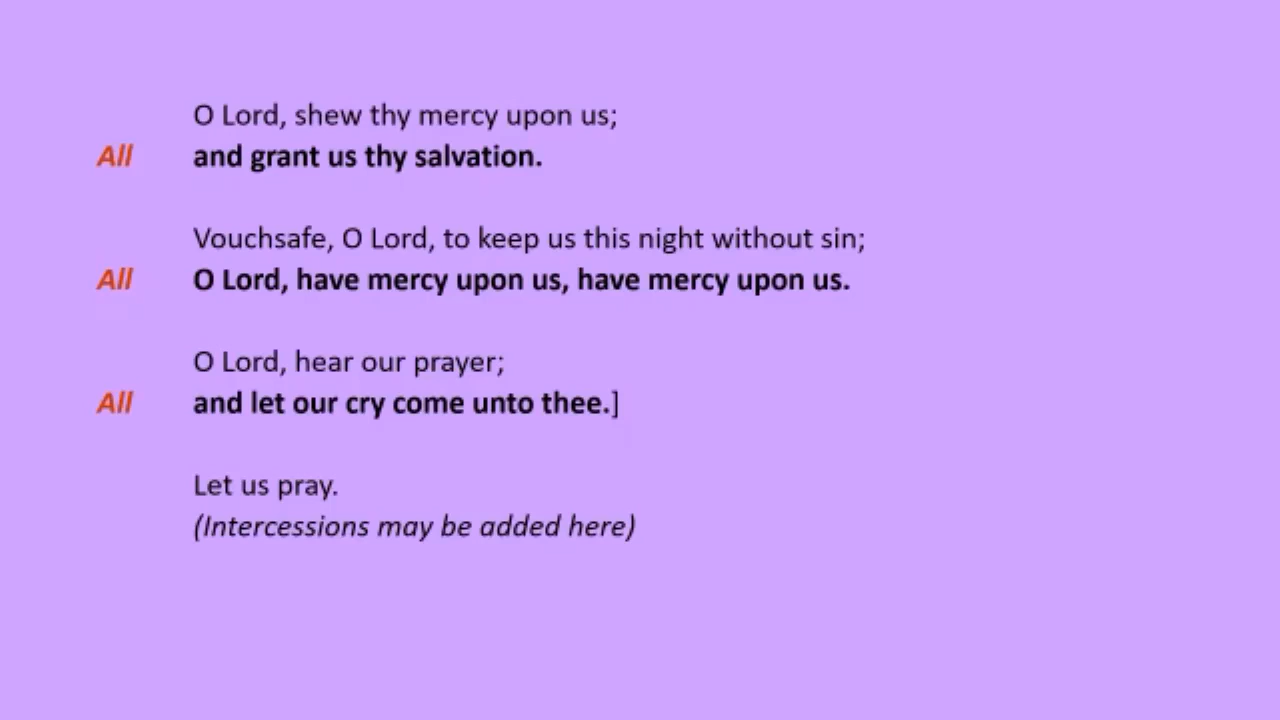 O Lord, shew thy mercy upon us;
All and grant us thy salvation.
Vouchsafe, O Lord, to keep us this night without sin;
All O Lord, have mercy upon us, have mercy upon us.
O Lord, hear our prayer;
All and let our cry come unto thee.]
Let us pray.
(Intercessions may be added here)